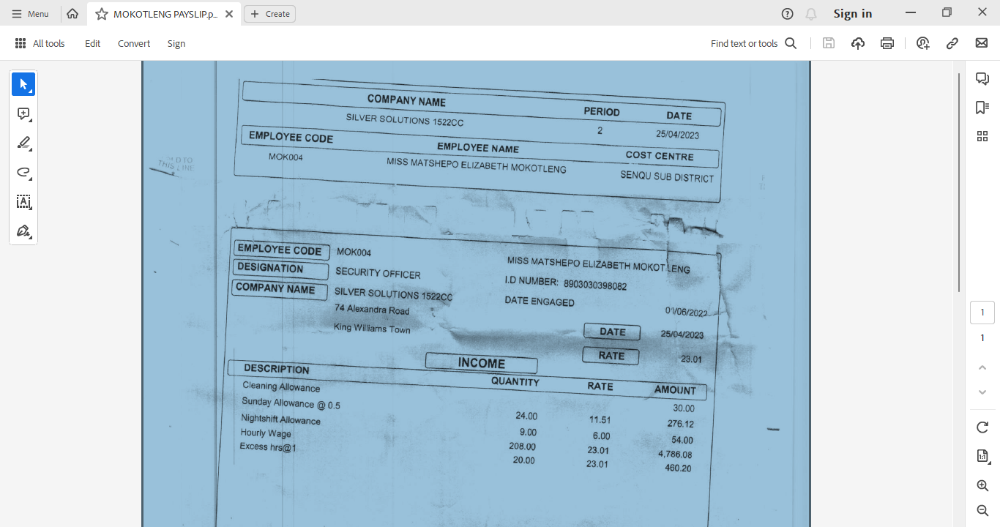 Menu
MOKOTLENG PAYSLIP.p...
Create
Sign in
All tools
Edit
Convert
Sign
Find text or tools
COMPANY NAME PERIOD DATE
SILVER SOLUTIONS 1522CC 2 25/04/2023
EMPLOYEE CODE EMPLOYEE NAME COST CENTRE
MOK004 MISS MATSHEPO ELIZABETH MOKOTLENG SENQU SUB DISTRICT
D TO
THIS LINE
EMPLOYEE CODE MOK004 MISS MATSHEPO ELIZABETH MOKOTLENG
DESIGNATION SECURITY OFFICER I.D NUMBER: 8903030398082
COMPANY NAME SILVER SOLUTIONS 1522CC DATE ENGAGED 01/06/2022
74 Alexandra Road
King Williams Town DATE 25/04/2023
RATE 23.01
INCOME
DESCRIPTION QUANTITY RATE AMOUNT
Cleaning Allowance 30.00
Sunday Allowance @ 0.5 24.00 11.51 276.12
Nightshift Allowance 9.00 6.00 54.00
Hourly Wage 208.00 23.01 4,786.08
Excess hrs@1 20.00 23.01 460.20
1
1
1:1